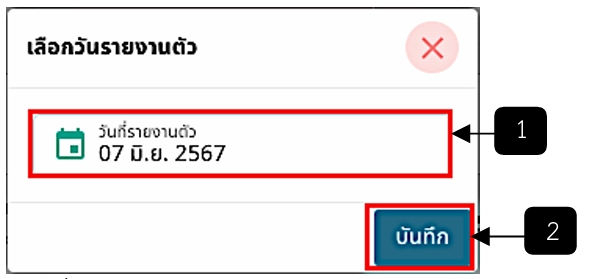 เลือกวันรายงานตัว
วันที่รายงานตัว
07 มิ.ย. 2567
1
บันทึก
2